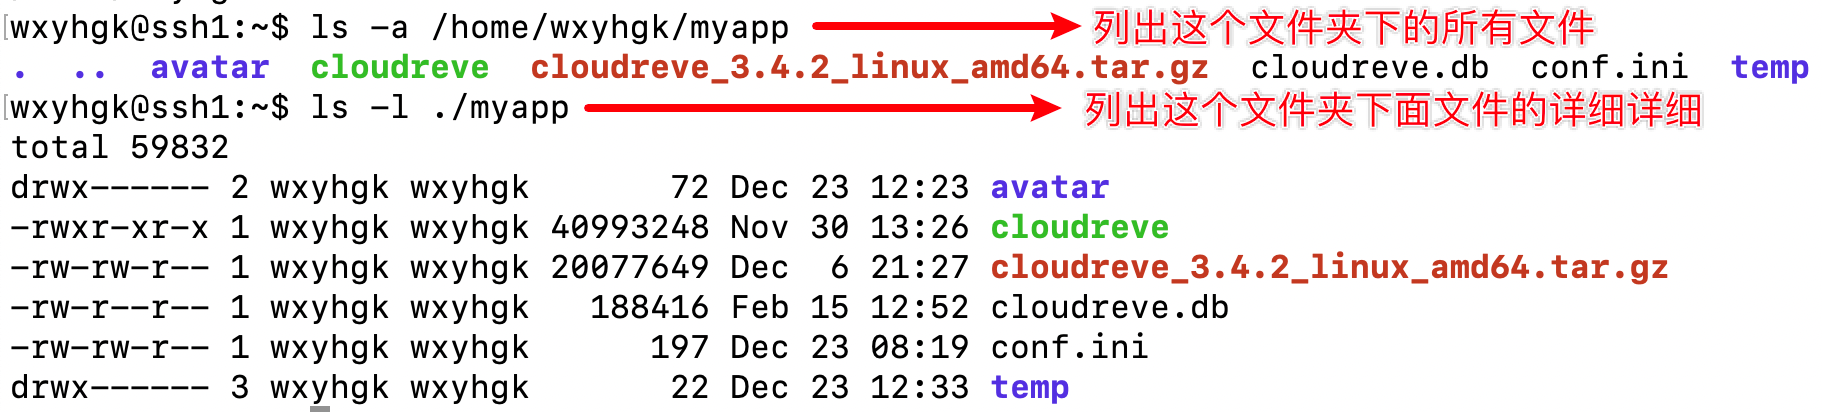 wxyhgk@ssh1:~$ ls -a /home/wxyhgk/myapp 列出这个文件夹下的所有文件
. .. avatar cloudreve cloudreve_3.4.2_linux_amd64.tar.gz cloudreve.db conf.ini temp
wxyhgk@ssh1:~$ ls -l ./myapp 列出这个文件夹下面文件的详细详细
total 59832
drwx------ 2 wxyhgk wxyhgk 72 Dec 23 12:23 avatar
-rwxr-xr-x 1 wxyhgk wxyhgk 40993248 Nov 30 13:26 cloudreve
-rw-rw-r-- 1 wxyhgk wxyhgk 20077649 Dec 6 21:27 cloudreve_3.4.2_linux_amd64.tar.gz
-rw-r--r-- 1 wxyhgk wxyhgk 188416 Feb 15 12:52 cloudreve.db
-rw-rw-r-- 1 wxyhgk wxyhgk 197 Dec 23 08:19 conf.ini
drwx------ 3 wxyhgk wxyhgk 22 Dec 23 12:33 temp